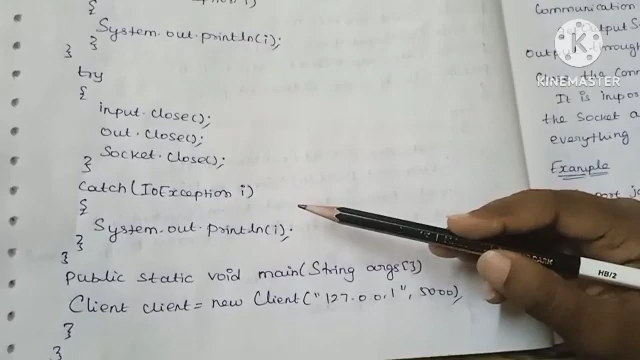 {
System.out.println(i);
}
}
try
{
input.close();
out.close();
Socket.close();
}
catch(IoException i)
{
System.out.println(i);
}
}
public static void main(String args[])
Client client = new Client("127.0.0.1", 5000)
}
}
Communication
Output S
through
the Com
It is impor
the Socket a
everything
Example
KINEMASTER
HB/2